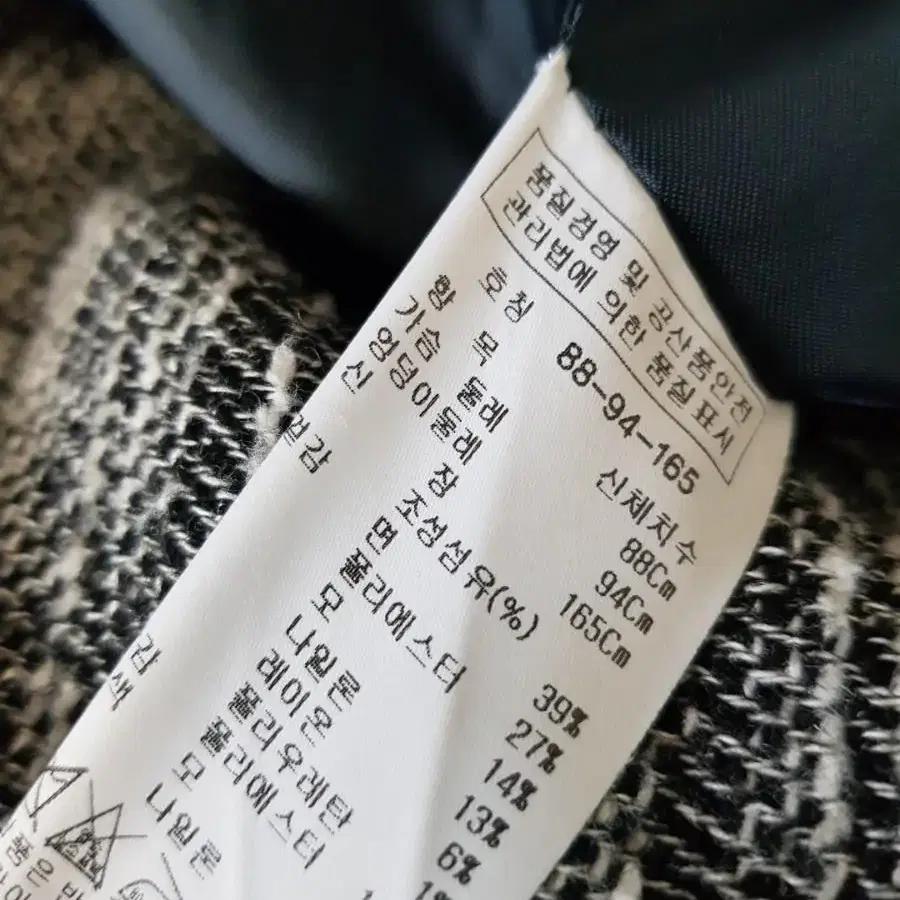 품질경영 및 공산품안전
관리법에 의한 품질표시
호칭 88-94-165
항 목 신체치수
가슴 둘레 88Cm
엉덩이둘레 94Cm
신 장 165Cm
조성섬유(%)
감 면 39%
폴리에스터 27%
모 14%
나일론 13%
레이온 6%
폴리우레탄 1%
감 폴리에스터
색 모
나일론
품은